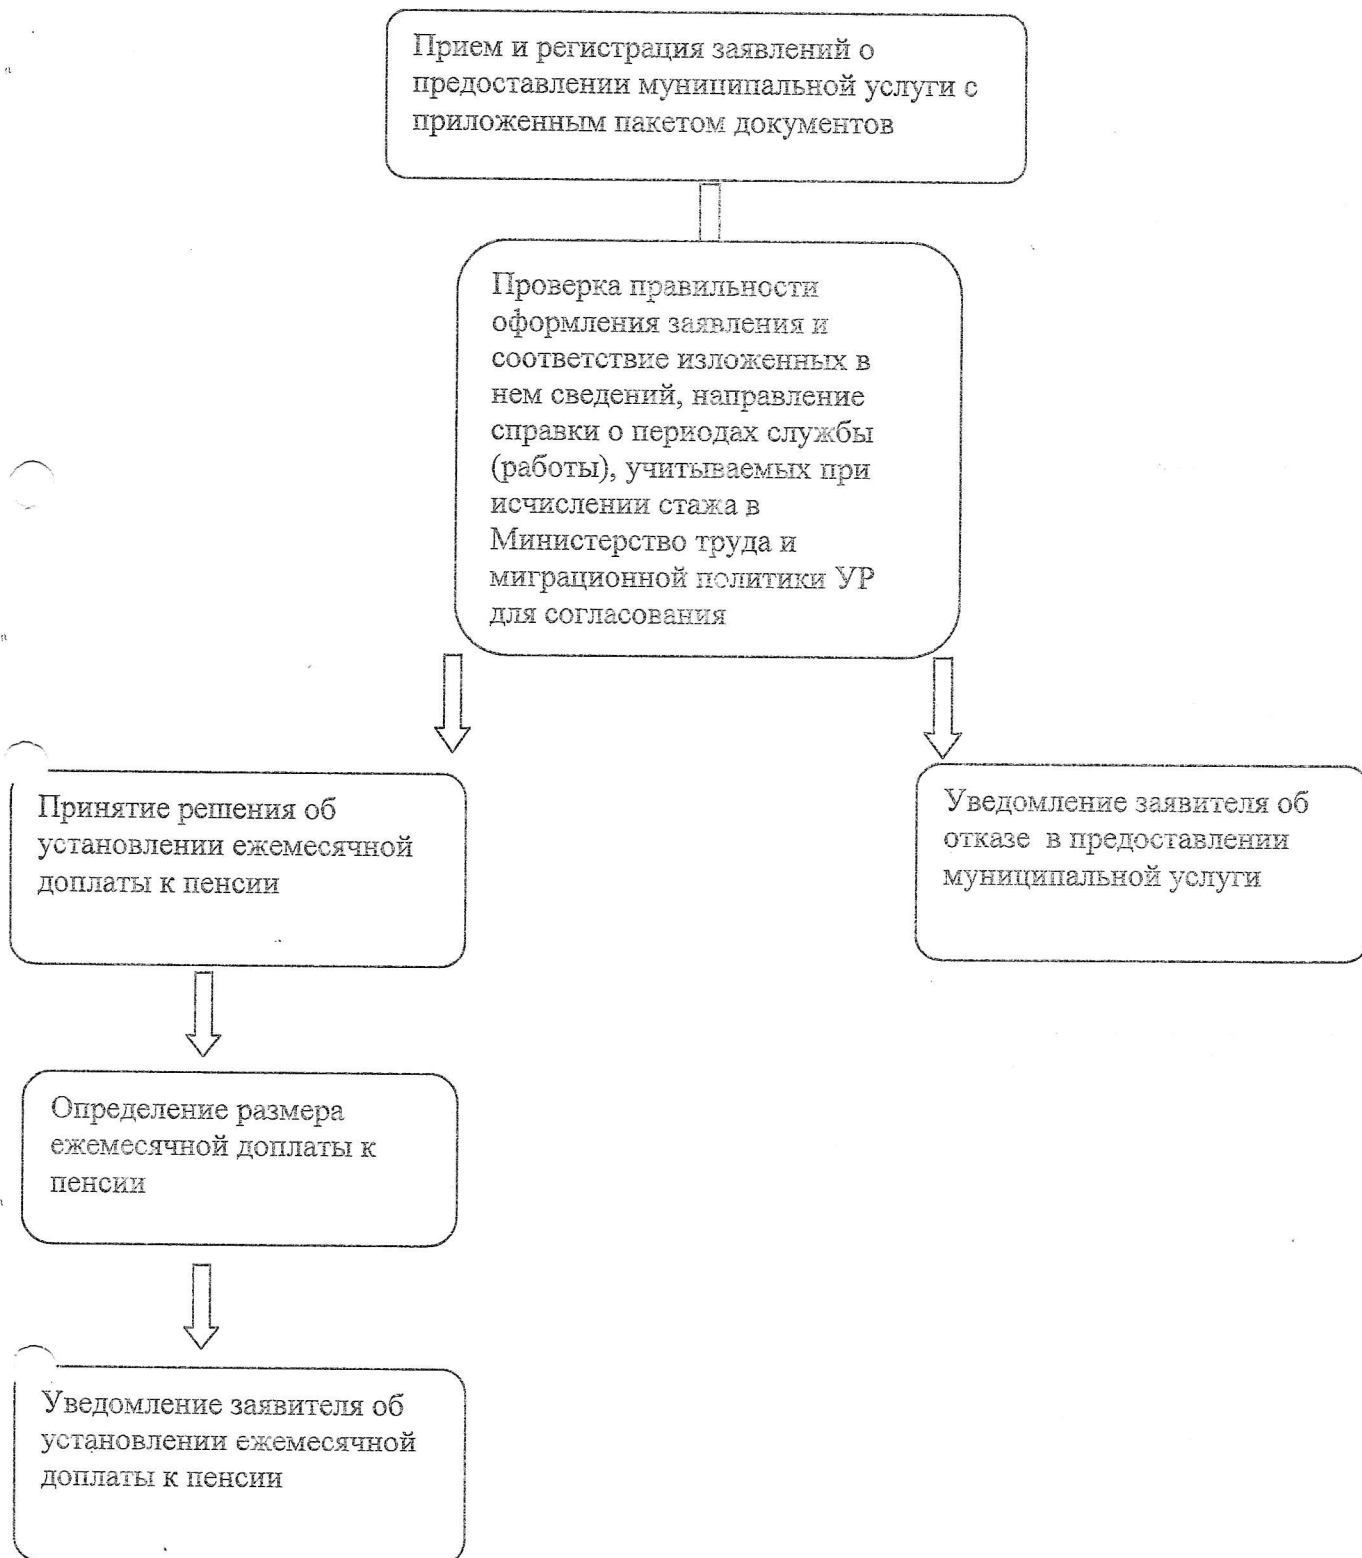 Прием и регистрация заявлений о
предоставлении муниципальной услуги с
приложенным пакетом документов
Проверка правильности
оформления заявления и
соответствие изложенных в
нем сведений, направление
справки о периодах службы
(работы), учитываемых при
исчислении стажа в
Министерство труда и
миграционной политики УР
для согласования
Принятие решения об
установлении ежемесячной
доплаты к пенсии
Уведомление заявителя об
отказе в предоставлении
муниципальной услуги
Определение размера
ежемесячной доплаты к
пенсии
Уведомление заявителя об
установлении ежемесячной
доплаты к пенсии